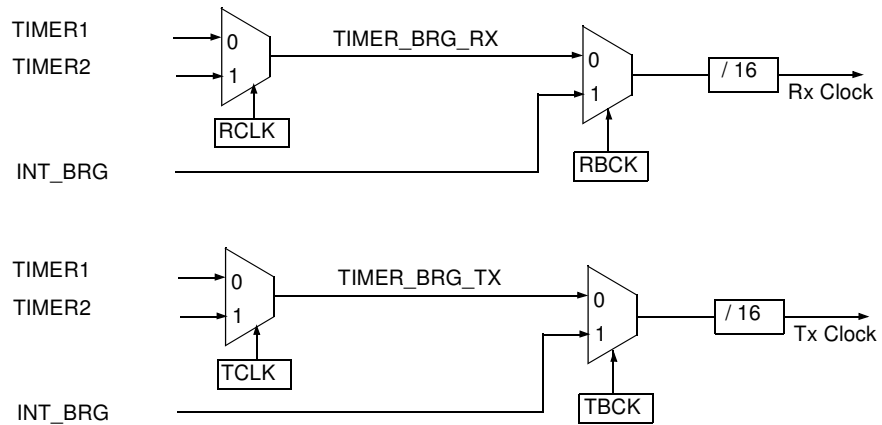 TIMER1
0
TIMER_BRG_RX
TIMER2
1
0
/ 16
1
Rx Clock
RCLK
INT_BRG
RBCK
TIMER1
0
TIMER_BRG_TX
TIMER2
1
0
/ 16
1
Tx Clock
TCLK
INT_BRG
TBCK